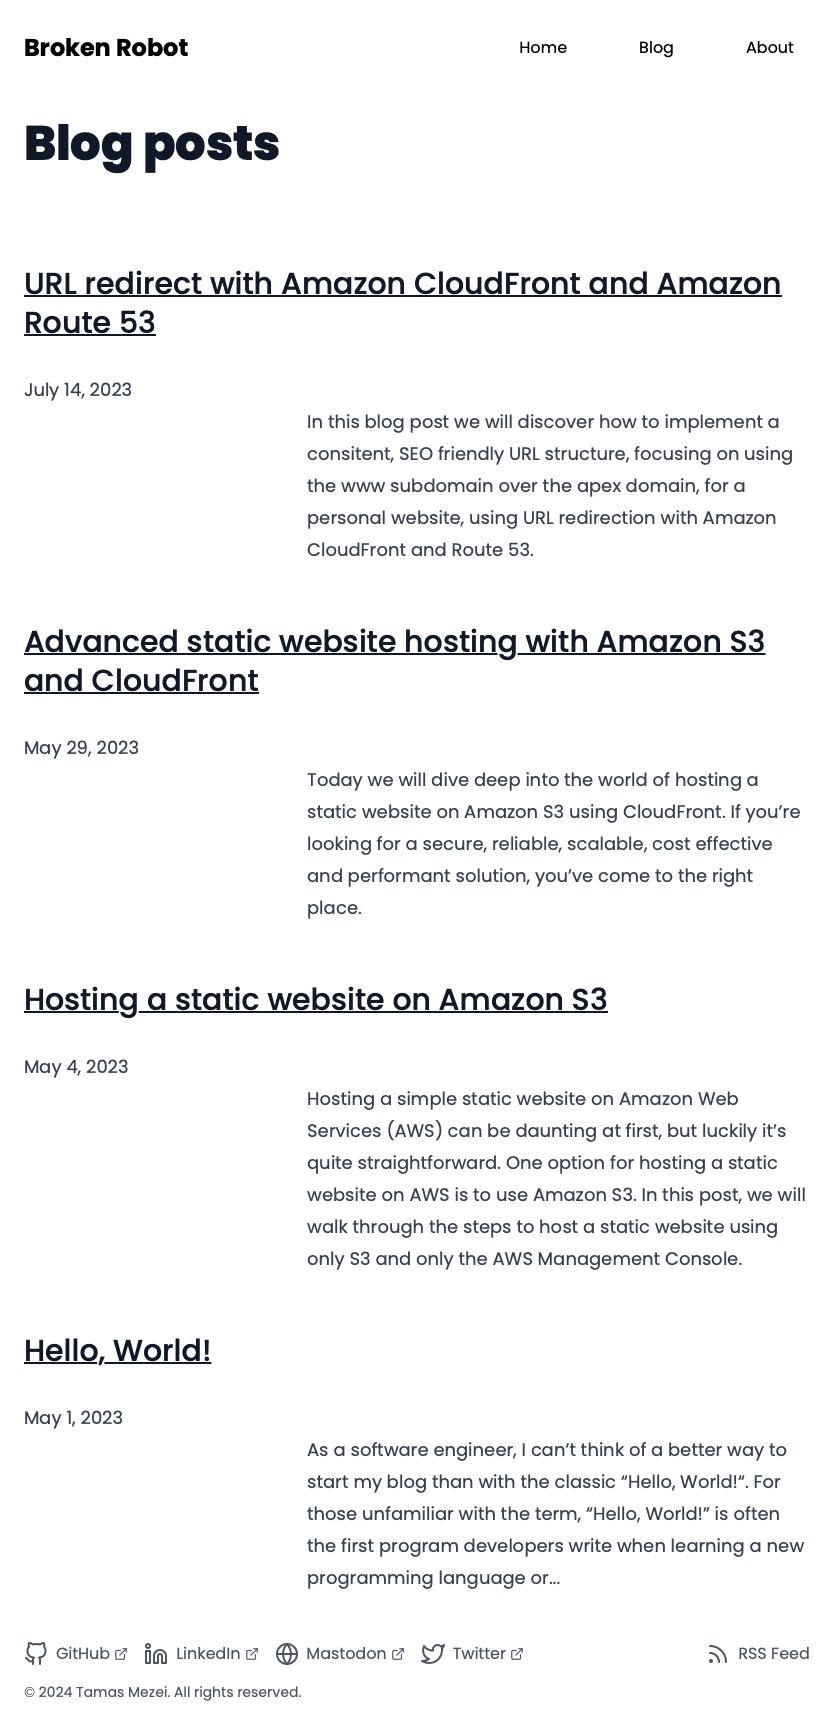 Broken Robot
Home
Blog
About
Blog posts
URL redirect with Amazon CloudFront and Amazon
Route 53
July 14, 2023
In this blog post we will discover how to implement a
consitent, SEO friendly URL structure, focusing on using
the www subdomain over the apex domain, for a
personal website, using URL redirection with Amazon
CloudFront and Route 53.
Advanced static website hosting with Amazon S3
and CloudFront
May 29, 2023
Today we will dive deep into the world of hosting a
static website on Amazon S3 using CloudFront. If you’re
looking for a secure, reliable, scalable, cost effective
and performant solution, you’ve come to the right
place.
Hosting a static website on Amazon S3
May 4, 2023
Hosting a simple static website on Amazon Web
Services (AWS) can be daunting at first, but luckily it’s
quite straightforward. One option for hosting a static
website on AWS is to use Amazon S3. In this post, we will
walk through the steps to host a static website using
only S3 and only the AWS Management Console.
Hello, World!
May 1, 2023
As a software engineer, I can’t think of a better way to
start my blog than with the classic “Hello, World!“. For
those unfamiliar with the term, “Hello, World!” is often
the first program developers write when learning a new
programming language or…
GitHub
LinkedIn
Mastodon
Twitter
RSS Feed
© 2024 Tamas Mezei. All rights reserved.